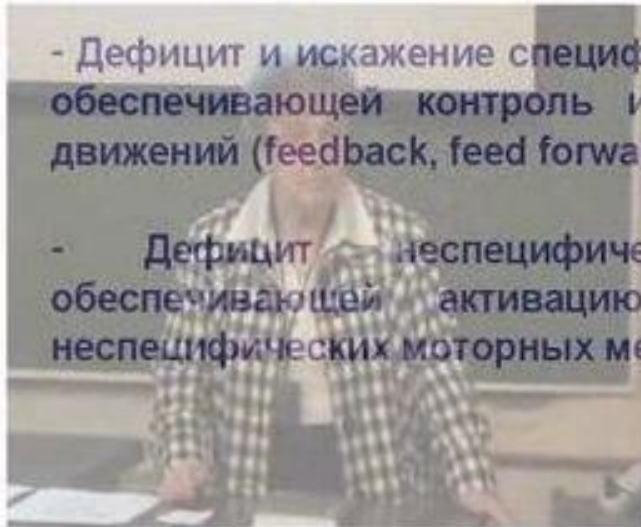 - Дефицит и искажение специф
обеспечивающей контроль и
движений (feedback, feed forwa
- Дефицит неспецифиче
обеспечивающей активацию
неспецифических моторных ме